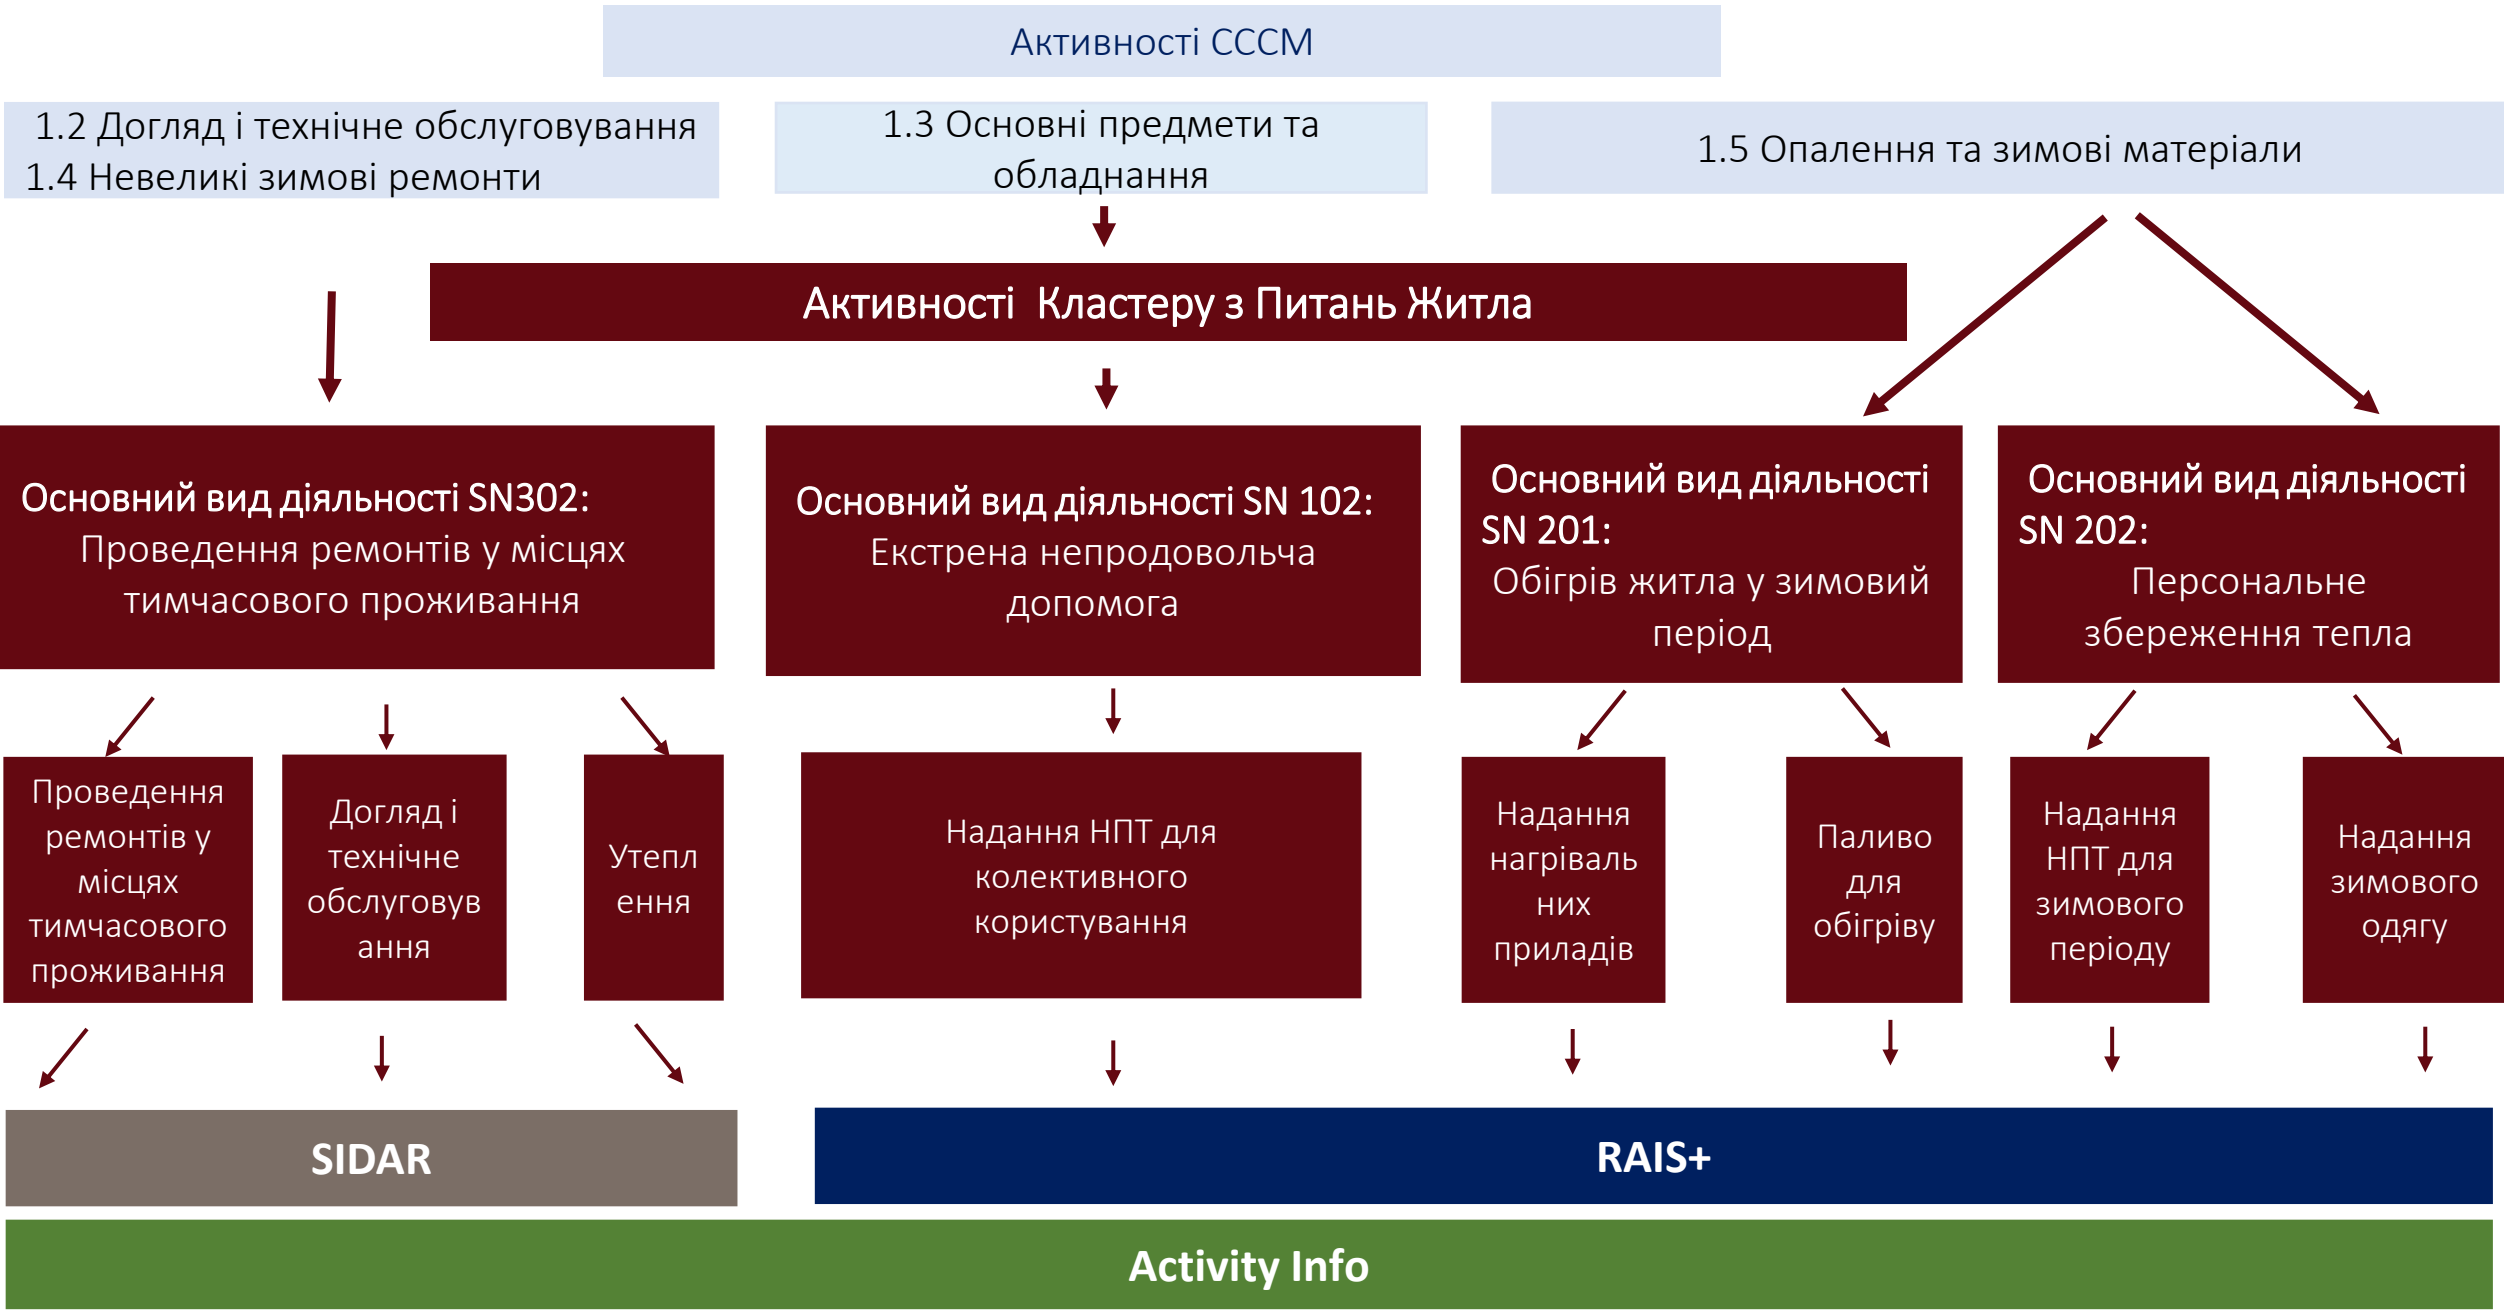 Активності СССМ
1.2 Догляд і технічне обслуговування
1.4 Невеликі зимові ремонти
1.3 Основні предмети та
обладнання
1.5 Опалення та зимові матеріали
Активності Кластеру з Питань Житла
Основний вид діяльності SN302:
Проведення ремонтів у місцях
тимчасового проживання
Основний вид діяльності SN 102:
Екстрена непродовольча
допомога
Основний вид діяльності
SN 201:
Обігрів житла у зимовий
період
Основний вид діяльності
SN 202:
Персональне
збереження тепла
Проведення
ремонтів у
місцях
тимчасового
проживання
Догляд і
технічне
обслуговув
ання
Утепл
ення
Надання НПТ для
колективного
користування
Надання
нагріваль
них
приладів
Паливо
для
обігріву
Надання
НПТ для
зимового
періоду
Надання
зимового
одягу
SIDAR
RAIS+
Activity Info